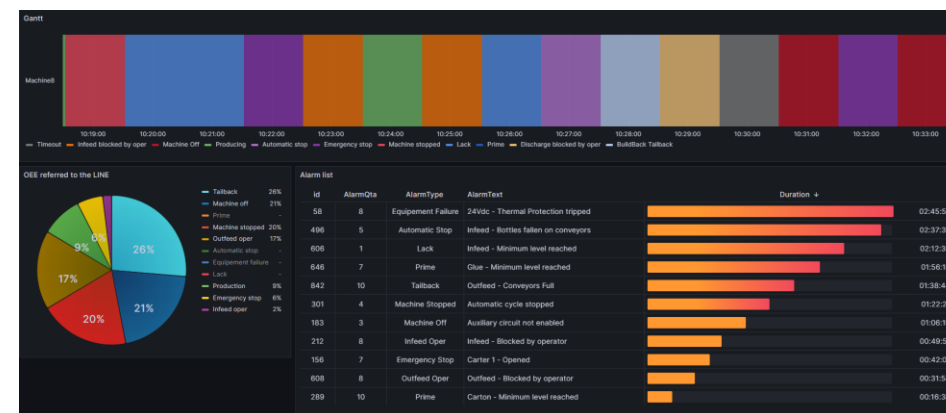 Gantt
MachineB
10:19:00 10:20:00 10:21:00 10:22:00 10:23:00 10:24:00 10:25:00 10:26:00 10:27:00 10:28:00 10:29:00 10:30:00 10:31:00 10:32:00 10:33:00
Timeout Infeed blocked by oper Machine Off Producing Automatic stop Emergency stop Machine stopped Lack Prime Discharge blocked by oper BuildBack Tailback
OEE referred to the LINE
26%
21%
20%
17%
9%
6%
Tailback 26%
Machine off 21%
Prime -
Machine stopped 20%
Outfeed oper 17%
Automatic stop -
Equipement failure -
Lack -
Production 9%
Emergency stop 6%
Infeed oper 2%
Alarm list
id AlarmQta AlarmType AlarmText Duration ↓
58 8 Equipement Failure 24Vdc - Thermal Protection tripped 02:45:5
496 5 Automatic Stop Infeed - Bottles fallen on conveyors 02:37:3
606 1 Lack Infeed - Minimum level reached 02:12:3
646 7 Prime Glue - Minimum level reached 01:56:1
842 10 Tailback Outfeed - Conveyors Full 01:38:4
301 4 Machine Stopped Automatic cycle stopped 01:22:2
183 3 Machine Off Auxiliary circuit not enabled 01:06:1
212 8 Infeed Oper Infeed - Blocked by operator 00:49:5
156 7 Emergency Stop Carter 1 - Opened 00:42:0
608 8 Outfeed Oper Outfeed - Blocked by operator 00:31:5
289 10 Prime Carton - Minimum level reached 00:16:3